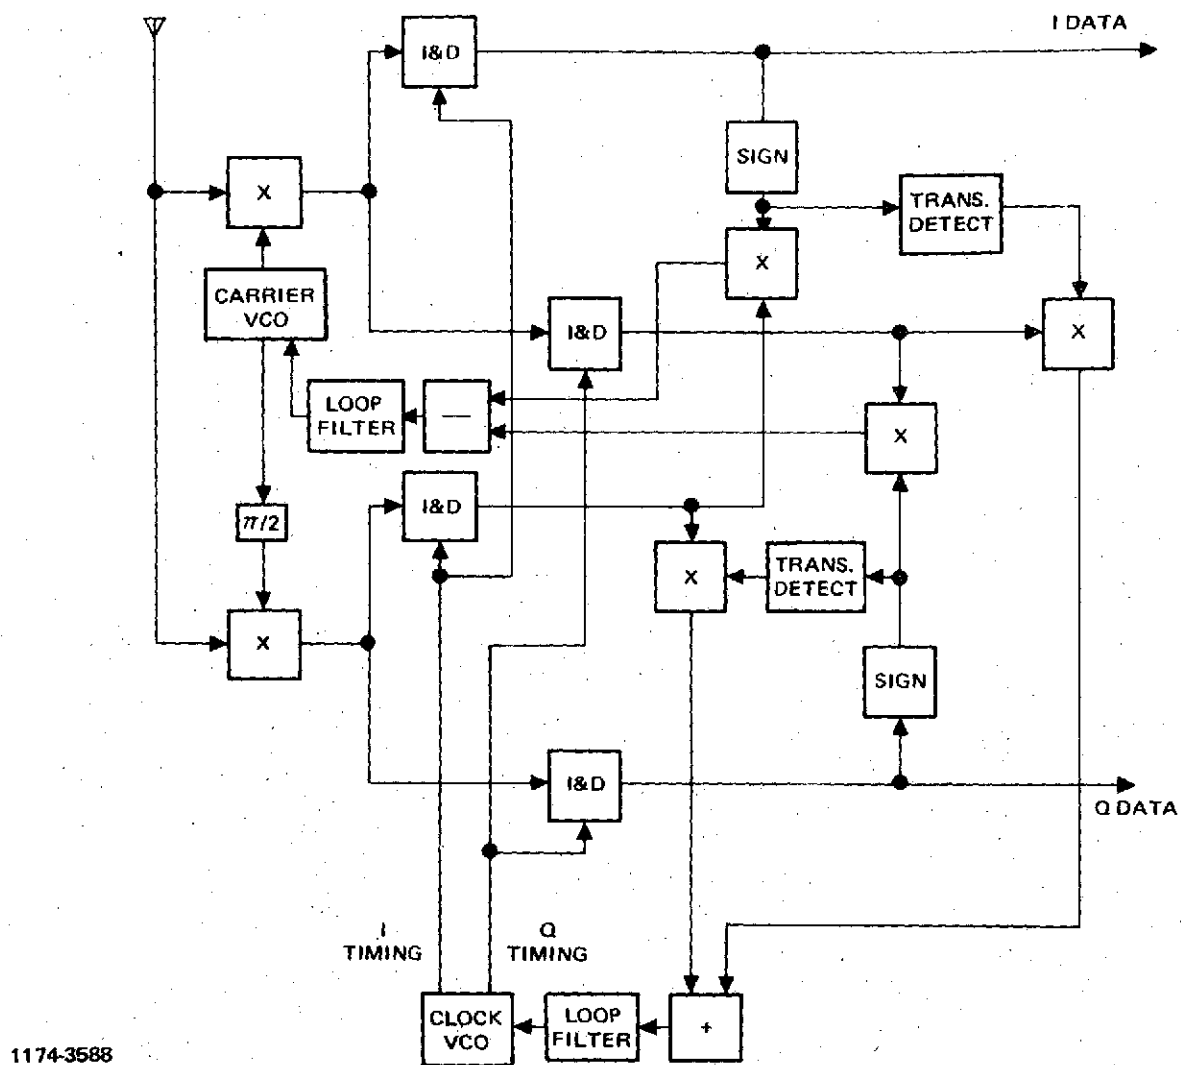 I DATA
I&D
SIGN
X
TRANS.
DETECT
X
CARRIER
VCO
I&D
X
LOOP
FILTER
—
X
I&D
π/2
X
TRANS.
DETECT
X
SIGN
I&D
Q DATA
I
TIMING
Q
TIMING
CLOCK
VCO
LOOP
FILTER
+
1174-3588